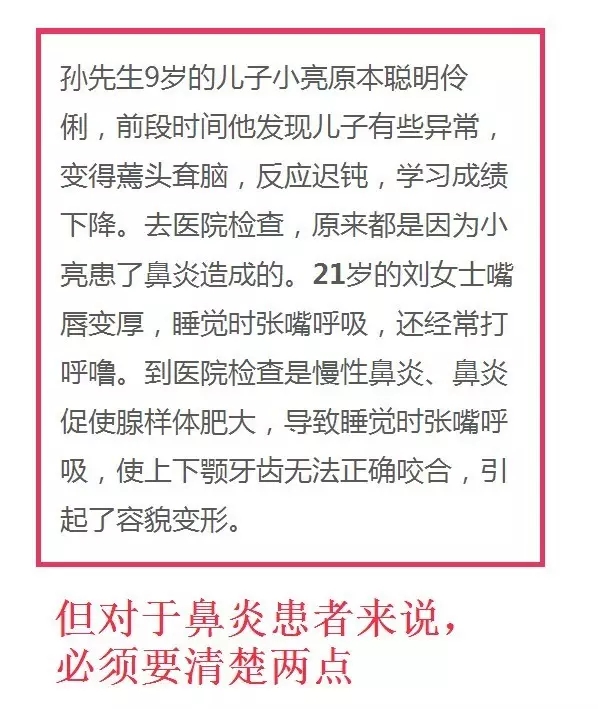 孙先生9岁的儿子小亮原本聪明伶
俐，前段时间他发现儿子有些异常，
变得蔫头耷脑，反应迟钝，学习成绩
下降。去医院检查，原来都是因为小
亮患了鼻炎造成的。21岁的刘女士嘴
唇变厚，睡觉时张嘴呼吸，还经常打
呼噜。到医院检查是慢性鼻炎、鼻炎
促使腺样体肥大，导致睡觉时张嘴呼
吸，使上下颚牙齿无法正确咬合，引
起了容貌变形。
但对于鼻炎患者来说，
必须要清楚两点